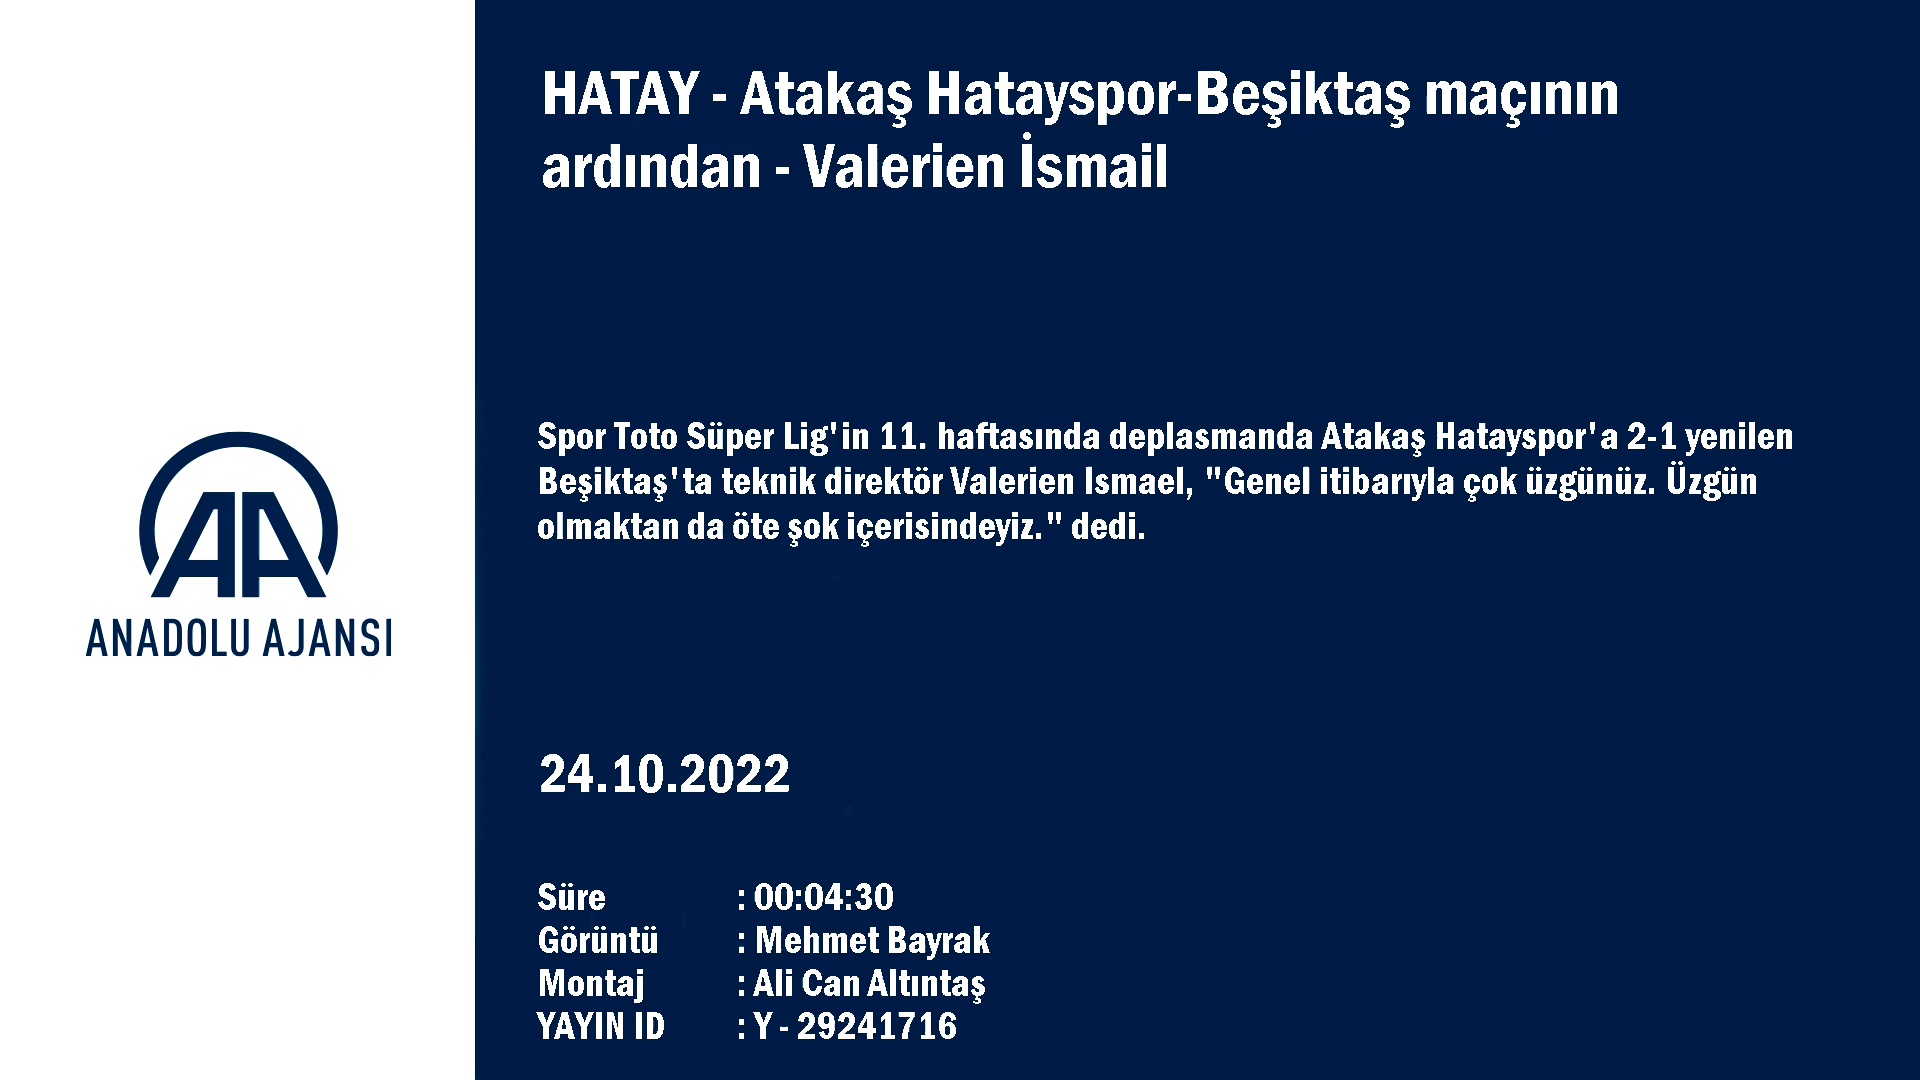 HATAY - Atakaş Hatayspor-Beşiktaş maçının
ardından - Valerien İsmail
Spor Toto Süper Lig'in 11. haftasında deplasmanda Atakaş Hatayspor'a 2-1 yenilen
Beşiktaş'ta teknik direktör Valerien Ismael, "Genel itibarıyla çok üzgünüz. Üzgün
olmaktan da öte şok içerisindeyiz." dedi.
AA
ANADOLU AJANSI
24.10.2022
Süre : 00:04:30
Görüntü : Mehmet Bayrak
Montaj : Ali Can Altıntaş
YAYIN ID : Y - 29241716